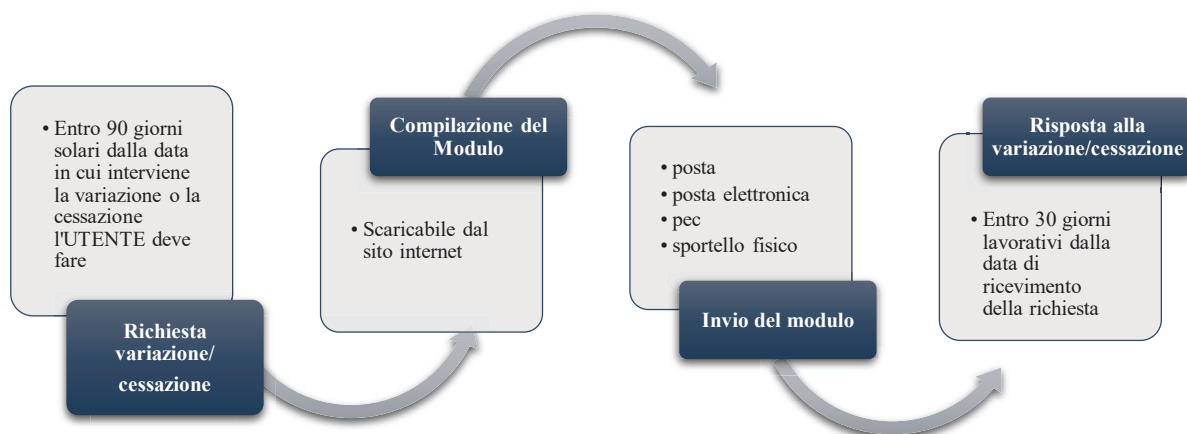 • Entro 90 giorni
solari dalla data
in cui interviene
la variazione o la
cessazione
l'UTENTE deve
fare
Richiesta
variazione/
cessazione
Compilazione del
Modulo
• Scaricabile dal
sito internet
• posta
• posta elettronica
• pec
• sportello fisico
Invio del modulo
Risposta alla
variazione/cessazione
• Entro 30 giorni
lavorativi dalla
data di
ricevimento
della richiesta